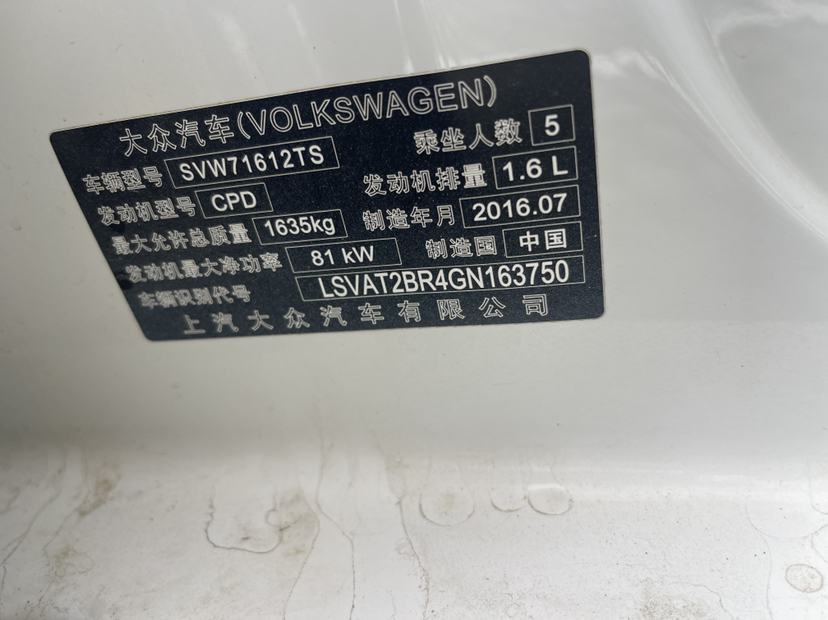 大众汽车(VOLKSWAGEN)
车辆型号 SVW71612TS 乘坐人数 5
发动机型号 CPD 发动机排量 1.6 L
最大允许总质量 1635kg 制造年月 2016.07
发动机最大净功率 81 kW 制造国 中国
车辆识别代号 LSVAT2BR4GN163750
上汽大众汽车有限公司